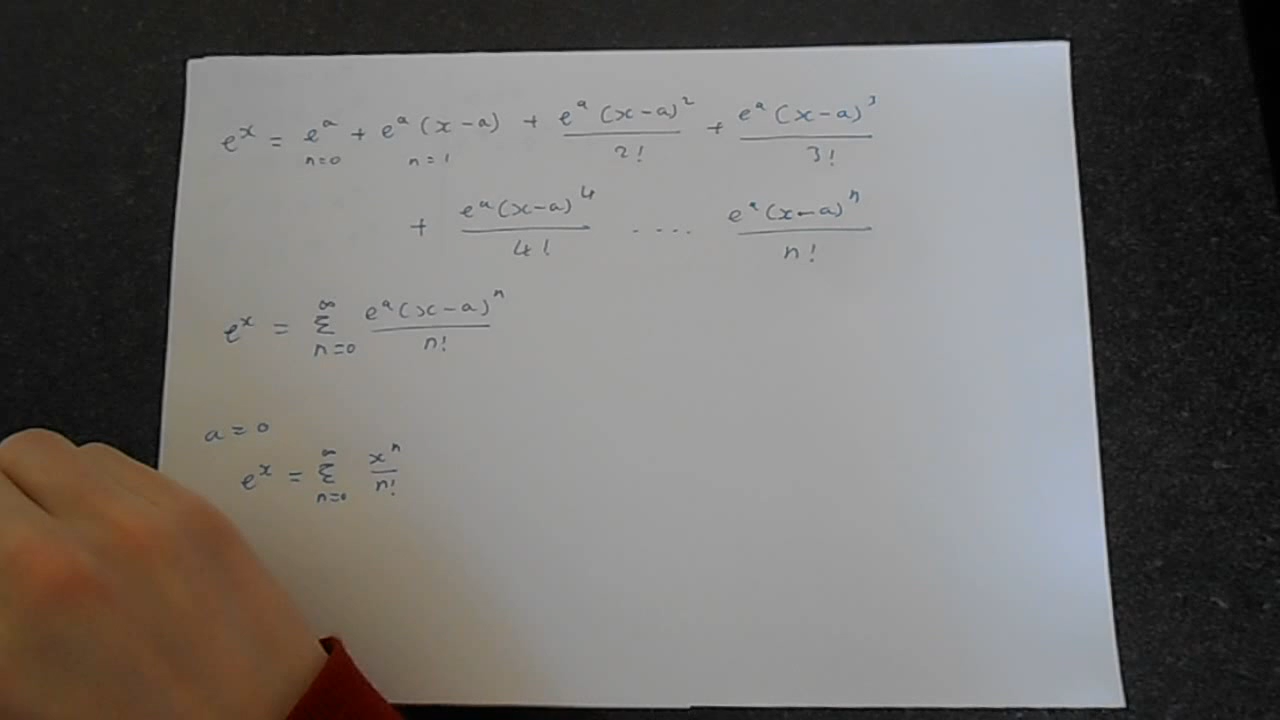 e^x = e^a + e^a (x-a) + e^a (x-a)^2 / 2! + e^a (x-a)^3 / 3!
n=0 n=1
+ e^a (x-a)^4 / 4! .... e^a (x-a)^n / n!
e^x = Σ_{n=0}^{∞} e^a (x-a)^n / n!
a=0
e^x = Σ_{n=0}^{∞} x^n / n!